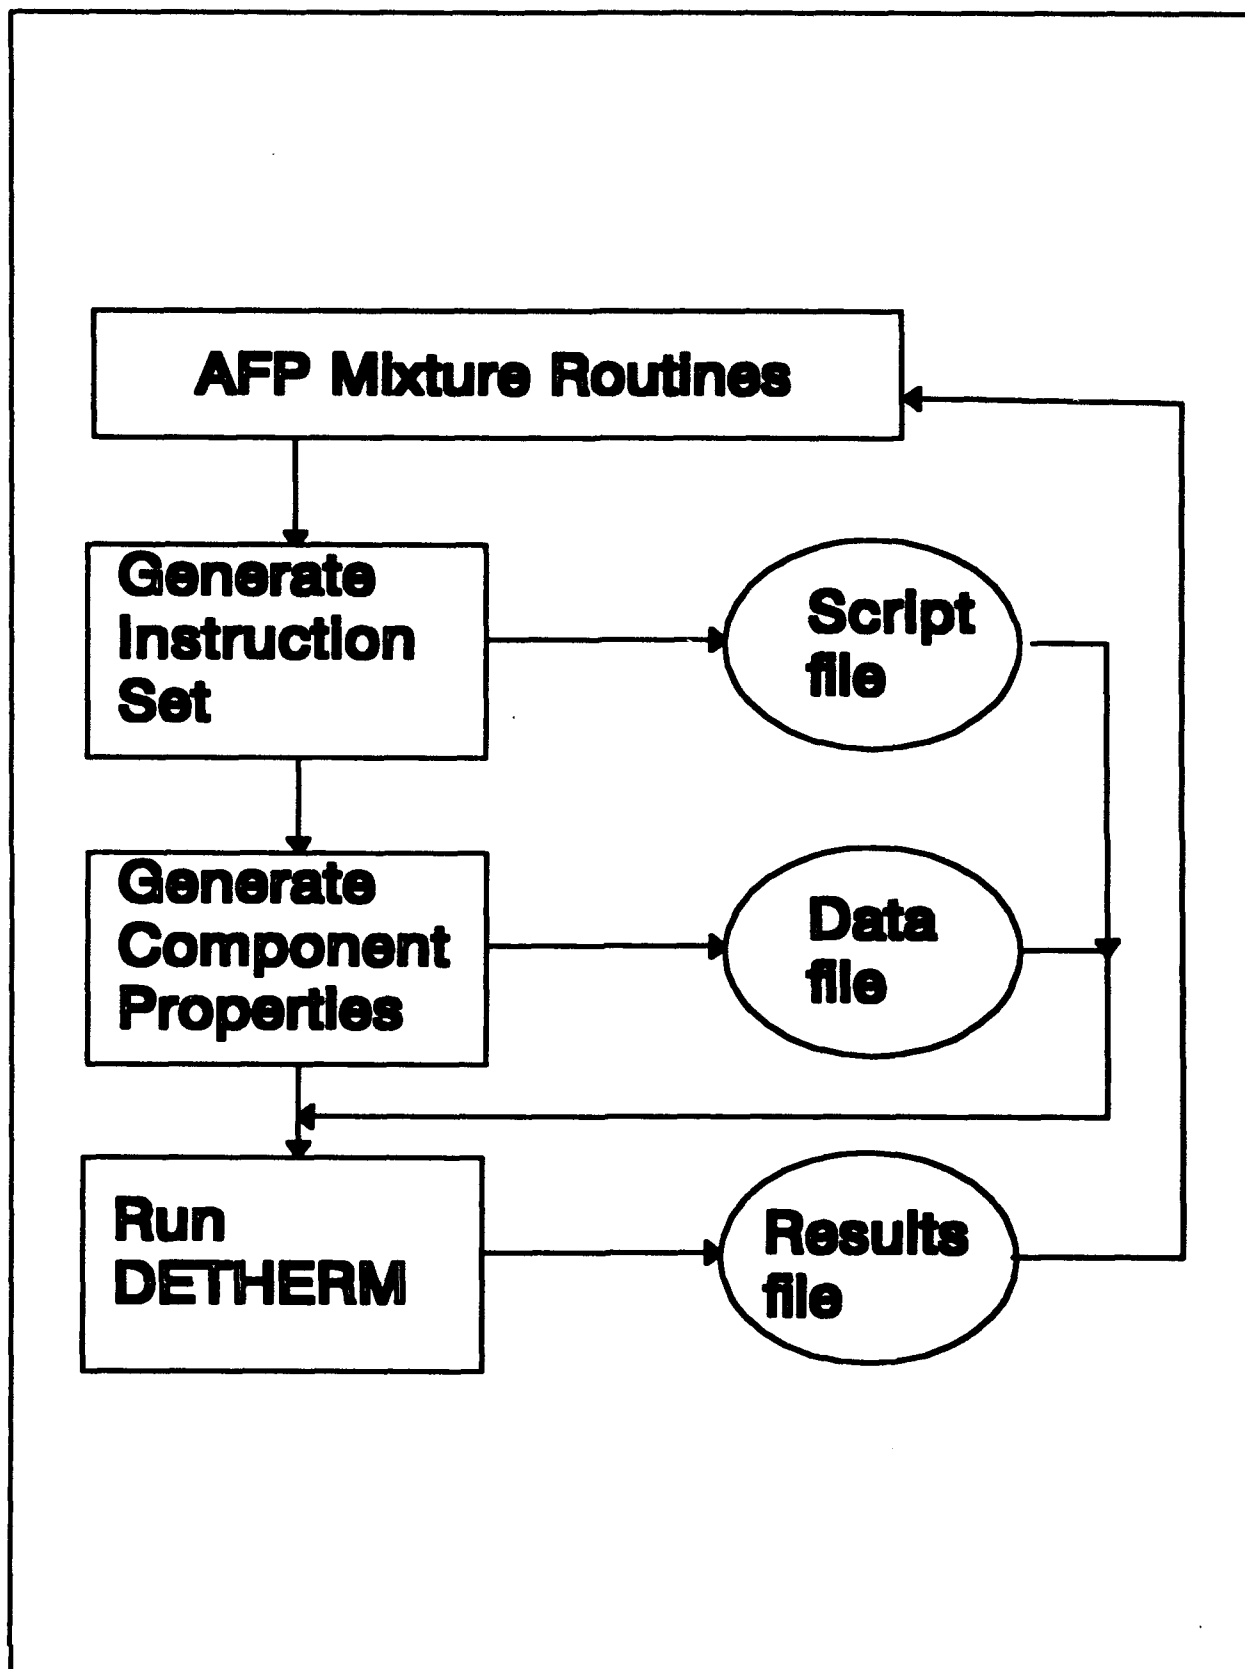 AFP Mixture Routines
Generate
Instruction
Set
Script
file
Generate
Component
Properties
Data
file
Run
DETHERM
Results
file